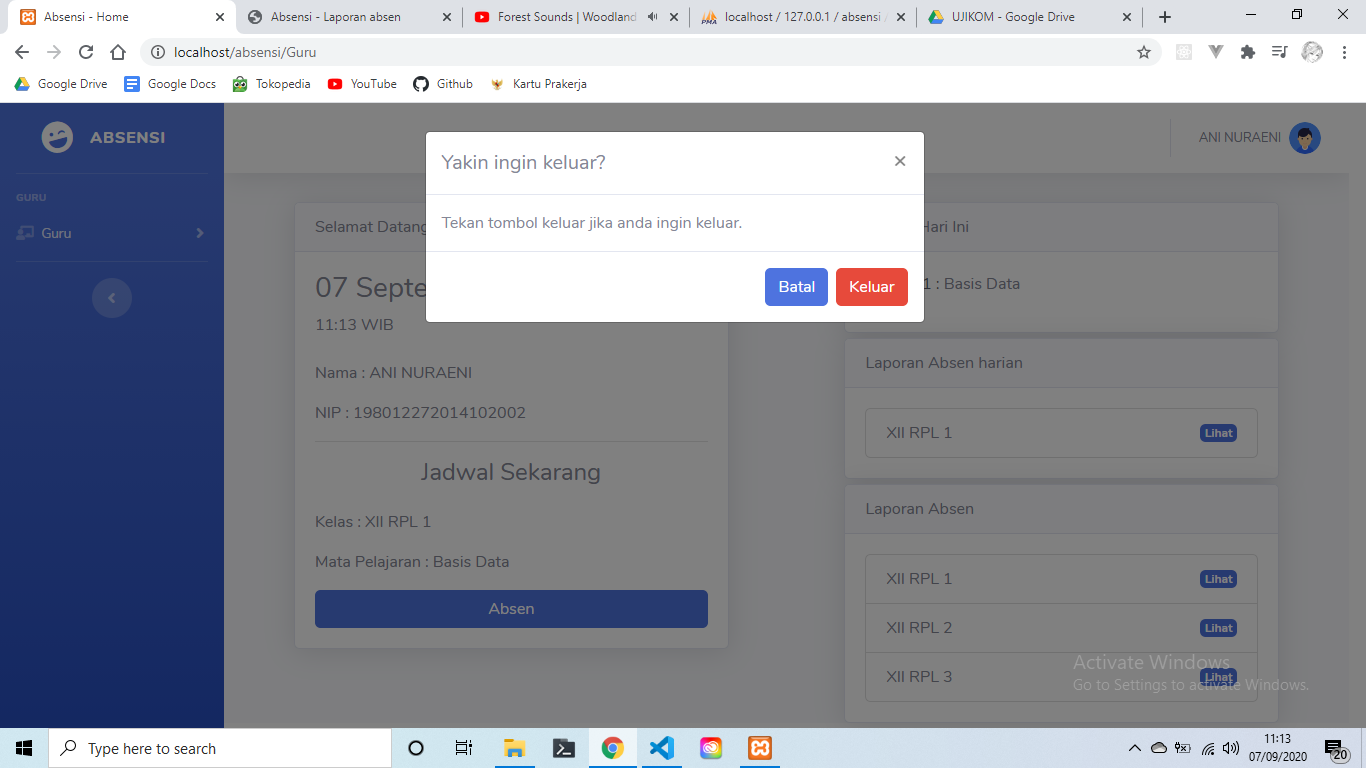 Absensi - Home
Absensi - Laporan absen
Forest Sounds | Woodland
localhost / 127.0.0.1 / absensi /
UJIKOM - Google Drive
localhost/absensi/Guru
Google Drive
Google Docs
Tokopedia
YouTube
Github
Kartu Prakerja
ABSENSI
ANI NURAENI
GURU
Guru
Yakin ingin keluar?
Tekan tombol keluar jika anda ingin keluar.
Batal
Keluar
Selamat Datang
07 Septe
11:13 WIB
Nama : ANI NURAENI
NIP : 198012272014102002
Jadwal Sekarang
Kelas : XII RPL 1
Mata Pelajaran : Basis Data
Absen
Hari Ini
1 : Basis Data
Laporan Absen harian
XII RPL 1
Lihat
Laporan Absen
XII RPL 1
Lihat
XII RPL 2
Lihat
XII RPL 3
Lihat
Activate Windows
Go to Settings to activate Windows.
Type here to search
11:13
07/09/2020
20